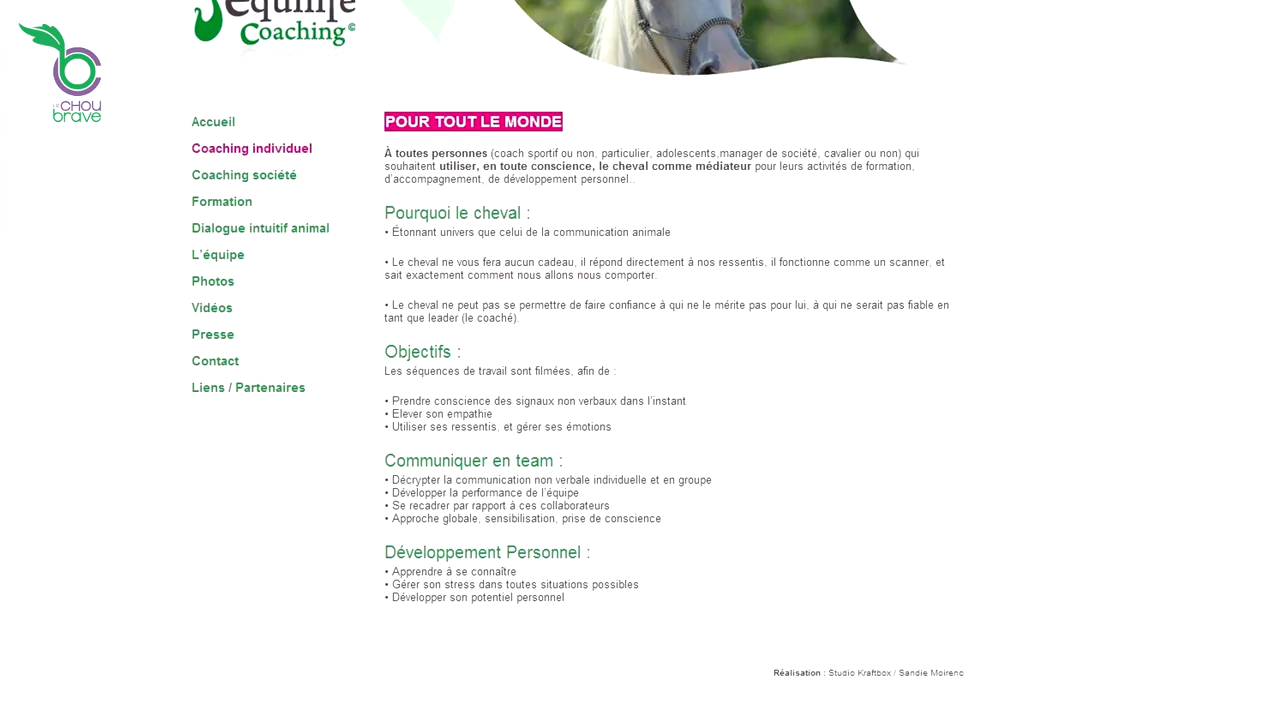 Coaching©
LE CHOU
brave
Accueil
Coaching individuel
Coaching société
Formation
Dialogue intuitif animal
L'équipe
Photos
Vidéos
Presse
Contact
Liens / Partenaires
POUR TOUT LE MONDE
À toutes personnes (coach sportif ou non, particulier, adolescents,manager de société, cavalier ou non) qui
souhaitent utiliser, en toute conscience, le cheval comme médiateur pour leurs activités de formation,
d'accompagnement, de développement personnel..
Pourquoi le cheval :
• Étonnant univers que celui de la communication animale
• Le cheval ne vous fera aucun cadeau, il répond directement à nos ressentis, il fonctionne comme un scanner, et
sait exactement comment nous allons nous comporter.
• Le cheval ne peut pas se permettre de faire confiance à qui ne le mérite pas pour lui, à qui ne serait pas fiable en
tant que leader (le coaché).
Objectifs :
Les séquences de travail sont filmées, afin de :
• Prendre conscience des signaux non verbaux dans l'instant
• Elever son empathie
• Utiliser ses ressentis, et gérer ses émotions
Communiquer en team :
• Décrypter la communication non verbale individuelle et en groupe
• Développer la performance de l'équipe
• Se recadrer par rapport à ces collaborateurs
• Approche globale, sensibilisation, prise de conscience
Développement Personnel :
• Apprendre à se connaître
• Gérer son stress dans toutes situations possibles
• Développer son potentiel personnel
Réalisation : Studio Kraftbox / Sandie Moirenc